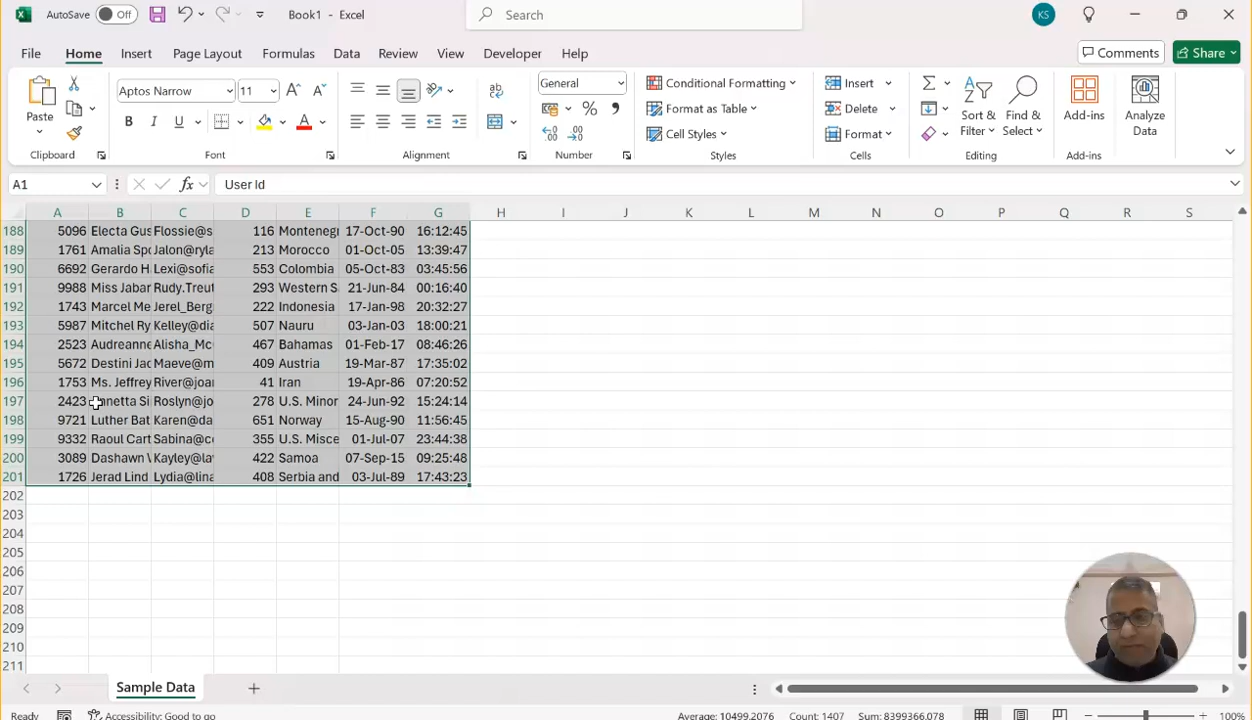 AutoSave Off Book1 - Excel Search KS
File Home Insert Page Layout Formulas Data Review View Developer Help Comments Share
Aptos Narrow 11 General Conditional Formatting Insert
Paste Format as Table Delete Sort & Filter Find & Select Add-ins Analyze Data
B I U A Cell Styles Format
Clipboard Font Alignment Number Styles Cells Editing Add-ins
A1 fx User Id
A B C D E F G H I J K L M N O P Q R S
188 5096 Electa Gus Flossie@s 116 Monteneg 17-Oct-90 16:12:45
189 1761 Amalia Spo Jalon@ryla 213 Morocco 01-Oct-05 13:39:47
190 6692 Gerardo H Lexi@sofia 553 Colombia 05-Oct-83 03:45:56
191 9988 Miss Jabar Rudy.Treut 293 Western S 21-Jun-84 00:16:40
192 1743 Marcel Me Jerel_Berg 222 Indonesia 17-Jan-98 20:32:27
193 5987 Mitchel Ry Kelley@dia 507 Nauru 03-Jan-03 18:00:21
194 2523 Audreanne Alisha_Mc 467 Bahamas 01-Feb-17 08:46:26
195 5672 Destini Jac Maeve@m 409 Austria 19-Mar-87 17:35:02
196 1753 Ms. Jeffrey River@joar 41 Iran 19-Apr-86 07:20:52
197 2423 nnetta Si Roslyn@jo 278 U.S. Minor 24-Jun-92 15:24:14
198 9721 Luther Bat Karen@da 651 Norway 15-Aug-90 11:56:45
199 9332 Raoul Cart Sabina@co 355 U.S. Misce 01-Jul-07 23:44:38
200 3089 Dashawn Kayley@la 422 Samoa 07-Sep-15 09:25:48
201 1726 Jerad Lind Lydia@lina 408 Serbia and 03-Jul-89 17:43:23
202
203
204
205
206
207
208
209
210
211
Sample Data
Ready Accessibility: Good to go Average: 10499.2076 Count: 1407 Sum: 8399366.078 100%